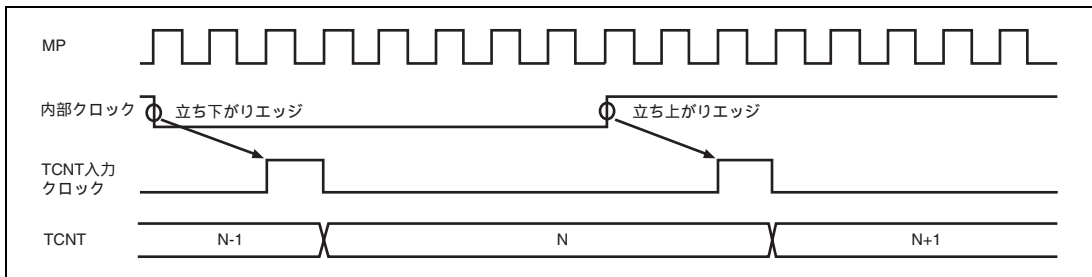 MP
内部クロック
立ち下がりエッジ
立ち上がりエッジ
TCNT入力
クロック
TCNT
N-1
N
N+1